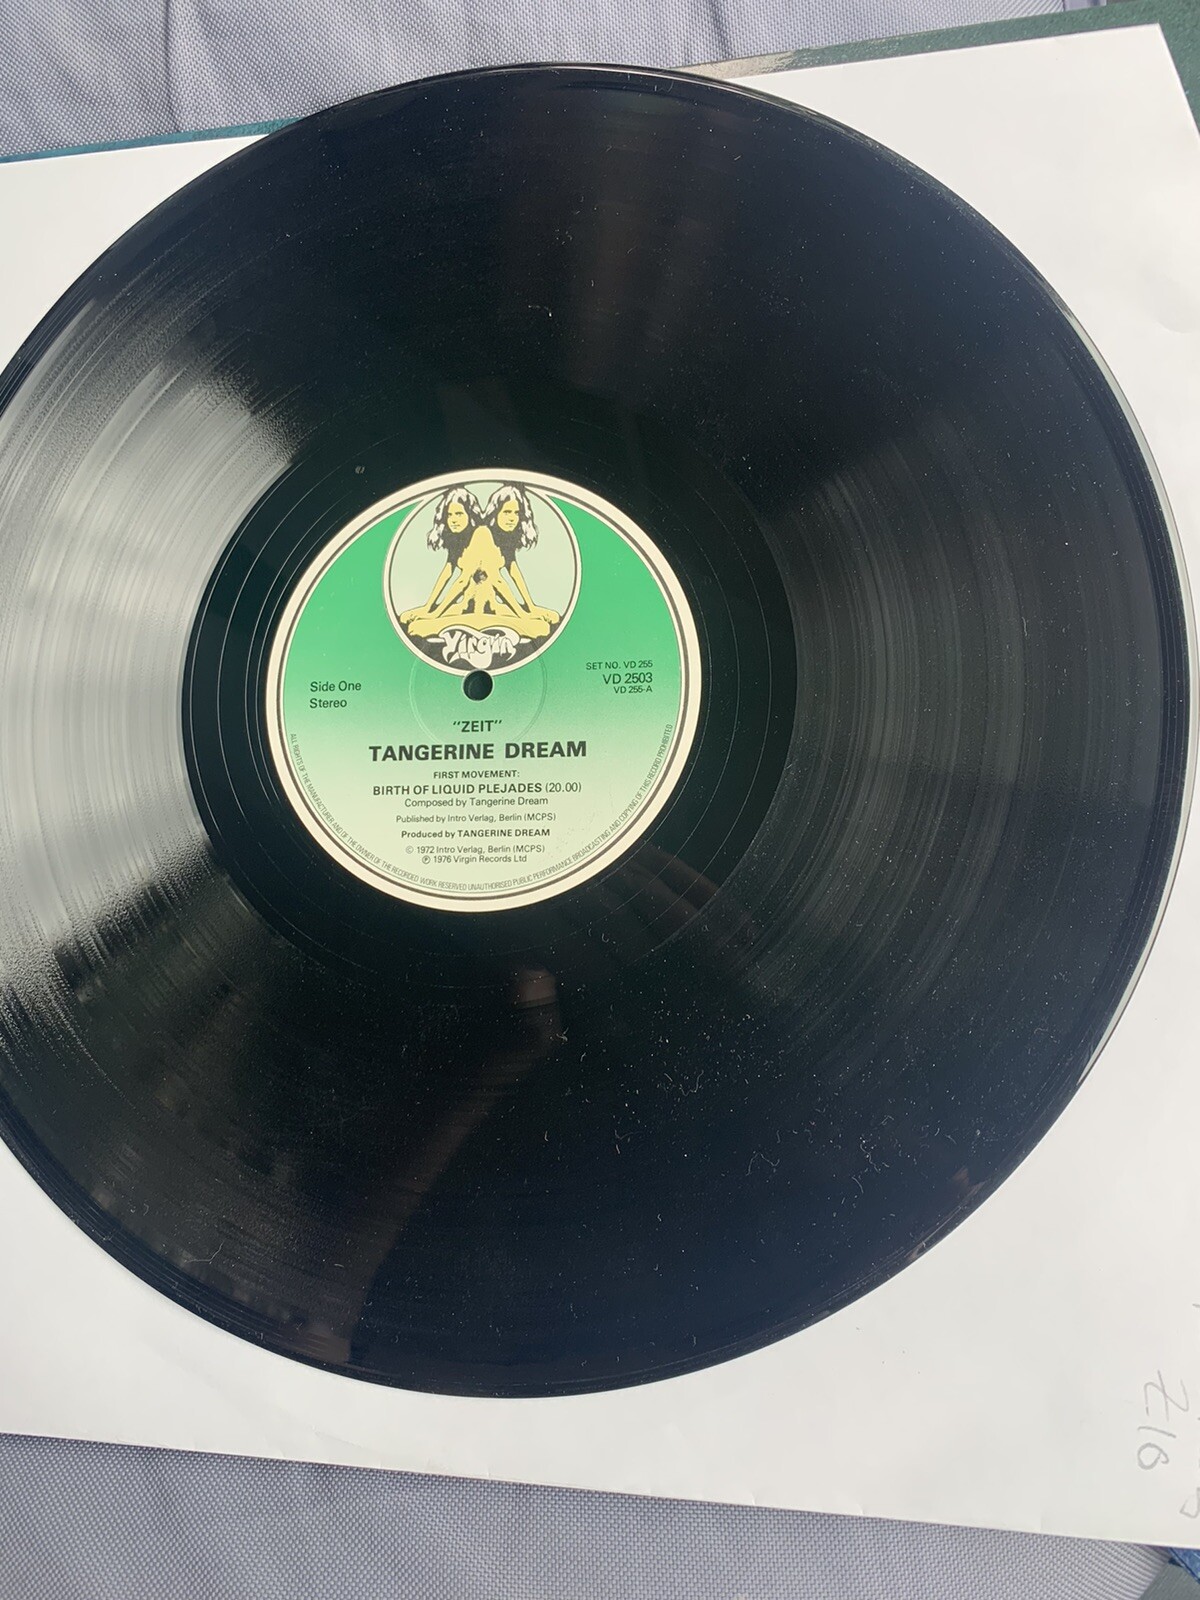 Virgin
Side One
Stereo
SET NO. VD 255
VD 2503
VD 255-A
"ZEIT"
TANGERINE DREAM
FIRST MOVEMENT:
BIRTH OF LIQUID PLEJADES (20.00)
Composed by Tangerine Dream
Published by Intro Verlag, Berlin (MCPS)
Produced by TANGERINE DREAM
© 1972 Intro Verlag, Berlin (MCPS)
℗ 1976 Virgin Records Ltd
ALL RIGHTS OF THE MANUFACTURER AND OF THE OWNER OF THE RECORDED WORK RESERVED UNAUTHORISED PUBLIC PERFORMANCE BROADCASTING AND COPYING OF THIS RECORD PROHIBITED